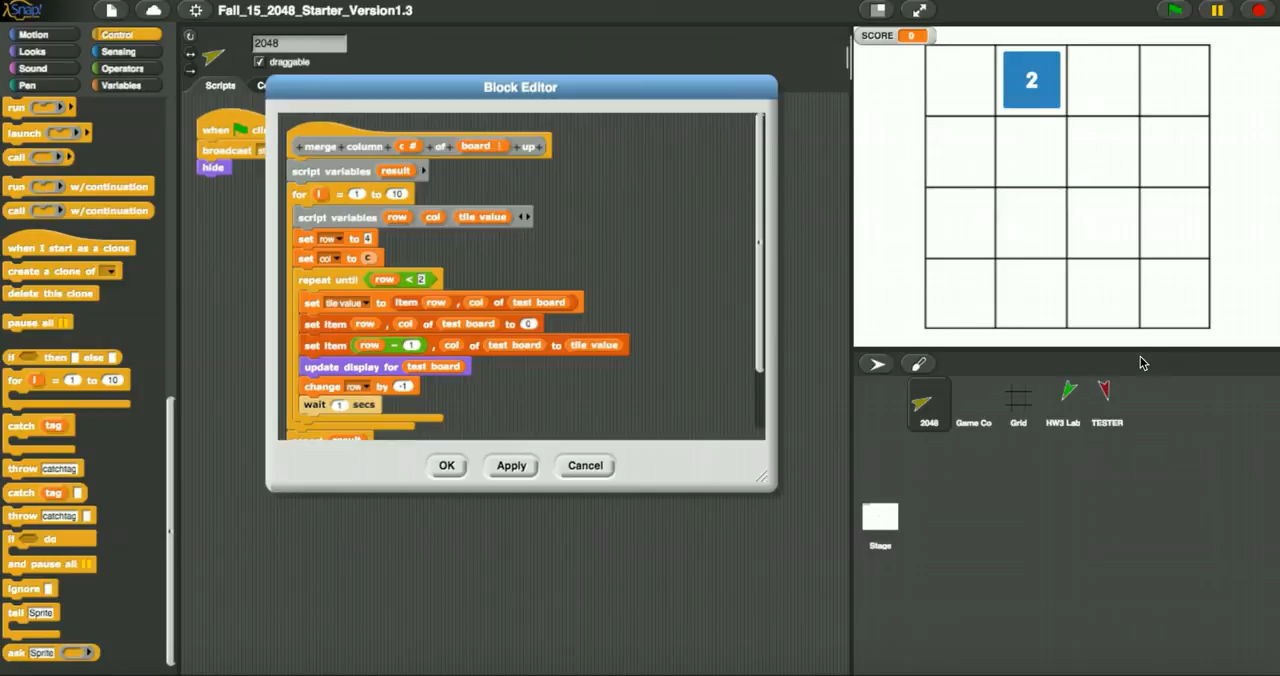 Snap! Fall_15_2048_Starter_Version1.3
Motion Control
Looks Sensing
Sound Operators
Pen Variables
run
launch
call
run w/continuation
call w/continuation
when I start as a clone
create a clone of
delete this clone
pause all
if then else
for i = 1 to 10
catch tag
throw catchtag
catch tag
throw catchtag
if do
and pause all
ignore
tell Sprite
ask Sprite
2048
draggable
Scripts
when
broadcast
hide
Block Editor
+ merge + column + c # + of + board ⁝ + up +
script variables result
for i = 1 to 10
script variables row col tile value
set row to 4
set col to c
repeat until row < 2
set tile value to Item row , col of test board
set Item row , col of test board to 0
set Item row - 1 , col of test board to tile value
update display for test board
change row by -1
wait 1 secs
report result
OK Apply Cancel
SCORE 0
2
2048 Game Co Grid HW3 Lab TESTER
Stage